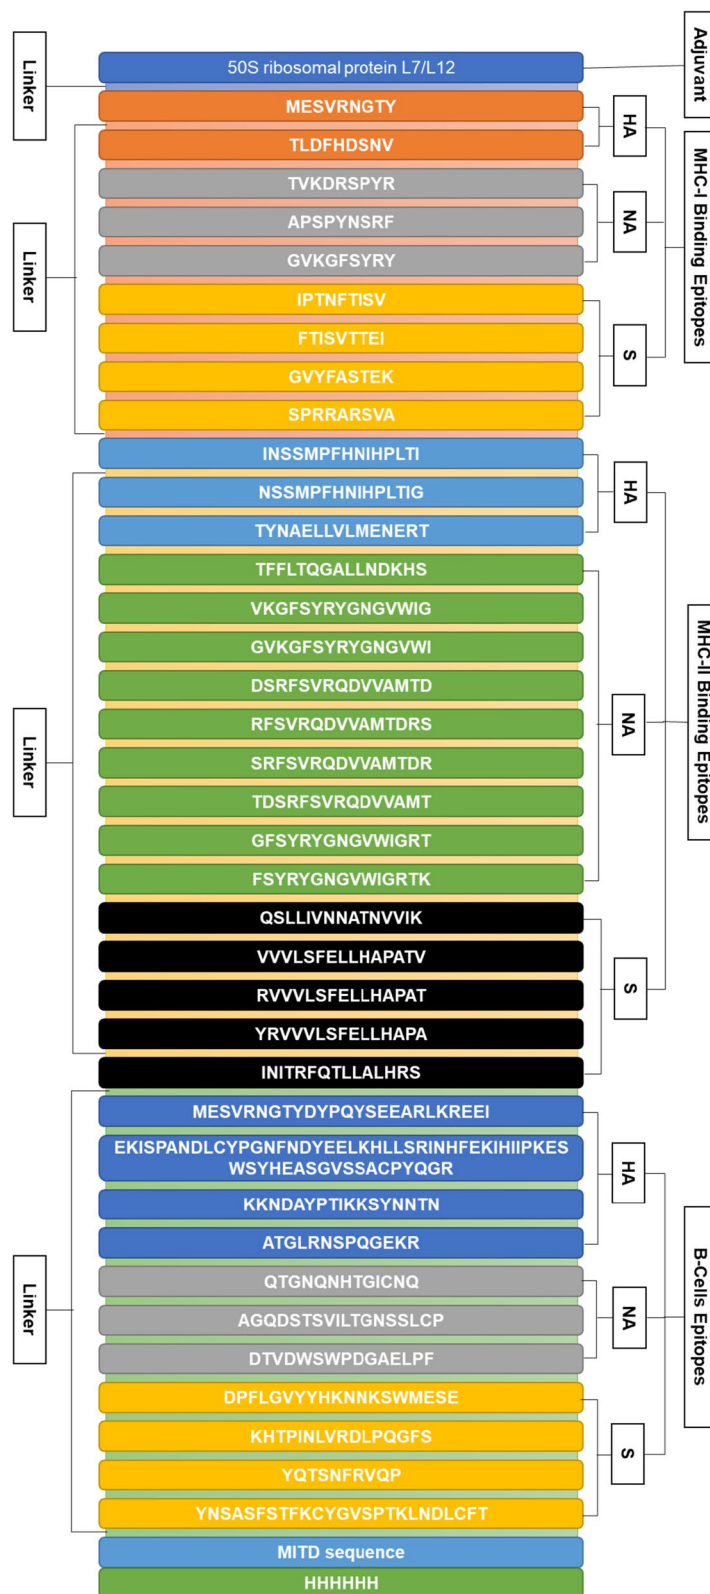 Adjuvant
Linker
50S ribosomal protein L7/L12
MHC-I Binding Epitopes
HA
MESVRNGTY
TLDFHDSNV
Linker
NA
TVKDRSPYR
APSPYNSRF
GVKGFSYRY
S
IPTNFTISV
FTISVTTEI
GVYFASTEK
SPRRARSVA
MHC-II Binding Epitopes
HA
INSSMPFHNIHPLTI
NSSMPFHNIHPLTIG
TYNAELLVLMENERT
Linker
NA
TFFLTQGALLNDKHS
VKGFSYRYGNGVWIG
GVKGFSYRYGNGVWI
DSRFSVRQDVVAMTD
RFSVRQDVVAMTDRS
SRFSVRQDVVAMTDR
TDSRFSVRQDVVAMT
GFSYRYGNGVWIGRT
FSYRYGNGVWIGRTK
S
QSLLIVNNATNVVIK
VVVLSFELLHAPATV
RVVVLSFELLHAPAT
YRVVVLSFELLHAPA
INITRFQTLLALHRS
B-Cells Epitopes
HA
MESVRNGTYDYPQYSEEARLKREEI
EKISPANDLCYPGNFNDYEELKHLLSRINHFEKIHIIPKES
WSYHEASGVSSACPYQGR
KKNDAYPTIKKSYNNTN
ATGLRNSPQGEKR
Linker
NA
QTGNQNHTGICNQ
AGQDSTSVILTGNSSLCP
DTVDWSWPDGAELPF
S
DPFLGVYYHKNNKSWMESE
KHTPINLVRDLPQGFS
YQTSNFRVQP
YNSASFSTFKCYGVSPTKLNDLCFT
MITD sequence
HHHHHH